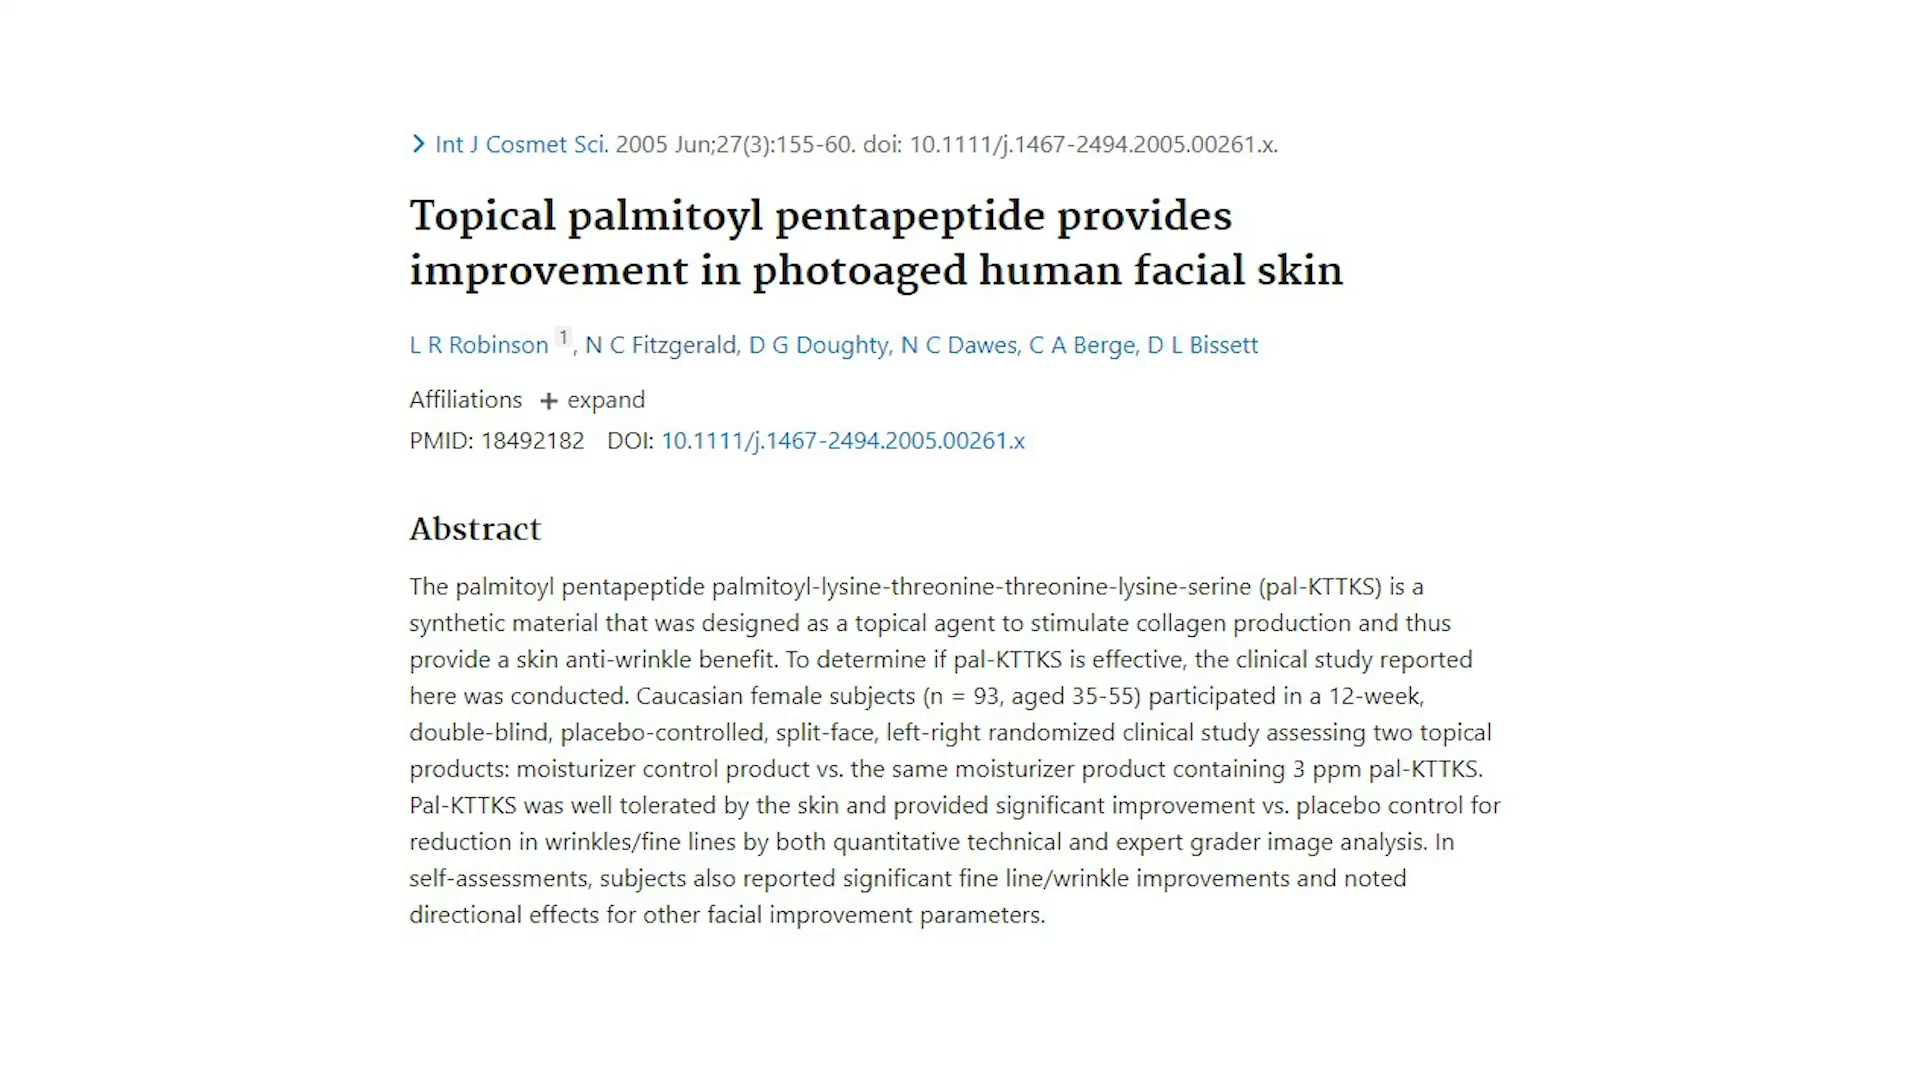 Int J Cosmet Sci. 2005 Jun;27(3):155-60. doi: 10.1111/j.1467-2494.2005.00261.x.
Topical palmitoyl pentapeptide provides
improvement in photoaged human facial skin
L R Robinson 1, N C Fitzgerald, D G Doughty, N C Dawes, C A Berge, D L Bissett
Affiliations + expand
PMID: 18492182 DOI: 10.1111/j.1467-2494.2005.00261.x
Abstract
The palmitoyl pentapeptide palmitoyl-lysine-threonine-threonine-lysine-serine (pal-KTTKS) is a
synthetic material that was designed as a topical agent to stimulate collagen production and thus
provide a skin anti-wrinkle benefit. To determine if pal-KTTKS is effective, the clinical study reported
here was conducted. Caucasian female subjects (n = 93, aged 35-55) participated in a 12-week,
double-blind, placebo-controlled, split-face, left-right randomized clinical study assessing two topical
products: moisturizer control product vs. the same moisturizer product containing 3 ppm pal-KTTKS.
Pal-KTTKS was well tolerated by the skin and provided significant improvement vs. placebo control for
reduction in wrinkles/fine lines by both quantitative technical and expert grader image analysis. In
self-assessments, subjects also reported significant fine line/wrinkle improvements and noted
directional effects for other facial improvement parameters.